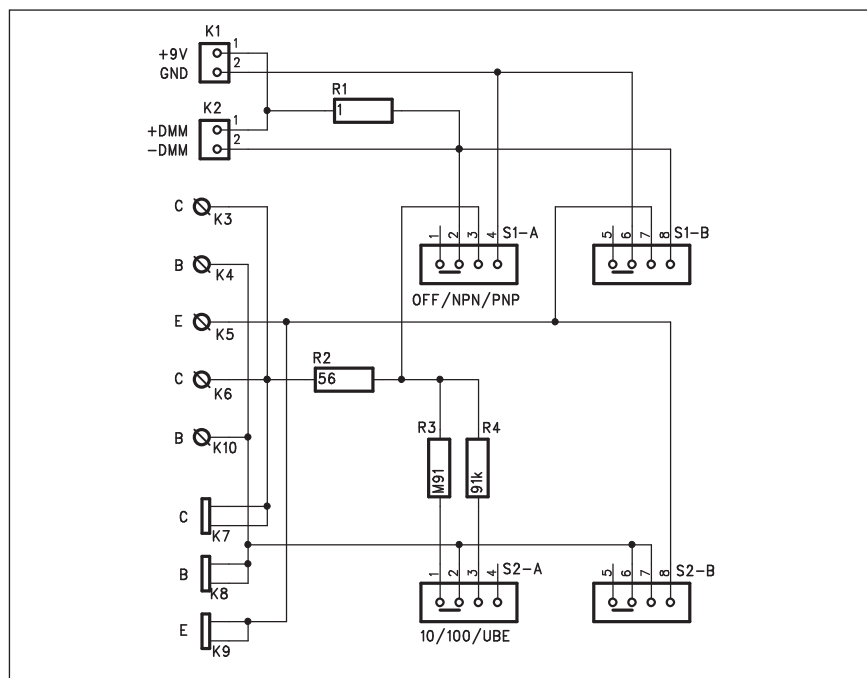 K1
+9V 1
GND 2
K2
+DMM 1
-DMM 2
R1
1
C K3
B K4
E K5
C K6
B K10
C K7
B K8
E K9
1 2 3 4 S1-A
OFF/NPN/PNP
5 6 7 8 S1-B
R2
56
R3 R4
M91 91k
1 2 3 4 S2-A
10/100/UBE
5 6 7 8 S2-B